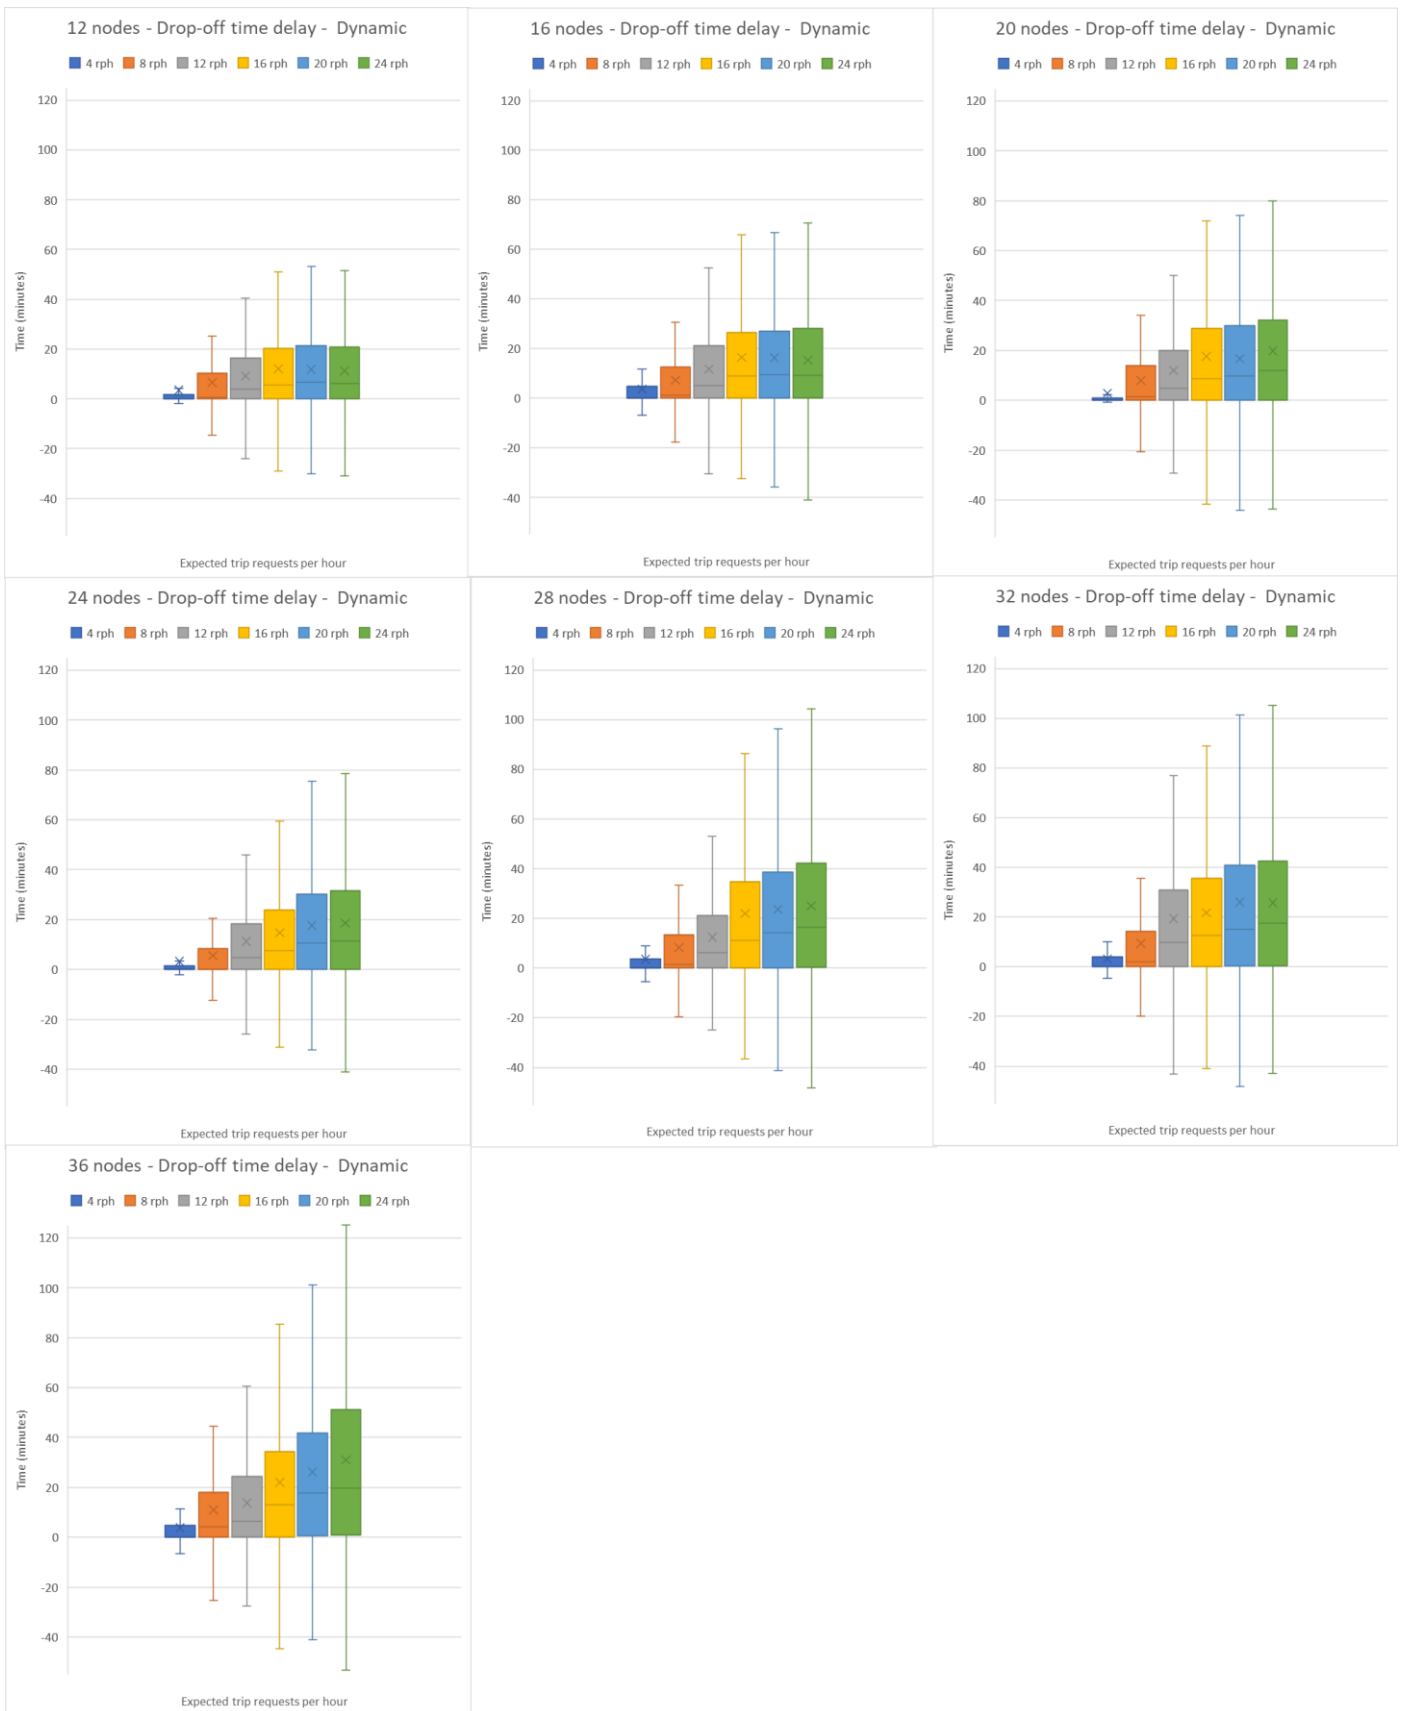 12 nodes - Drop-off time delay - Dynamic
4 rph 8 rph 12 rph 16 rph 20 rph 24 rph
120
100
80
60
40
20
0
-20
-40
Time (minutes)
Expected trip requests per hour
16 nodes - Drop-off time delay - Dynamic
4 rph 8 rph 12 rph 16 rph 20 rph 24 rph
120
100
80
60
40
20
0
-20
-40
Time (minutes)
Expected trip requests per hour
20 nodes - Drop-off time delay - Dynamic
4 rph 8 rph 12 rph 16 rph 20 rph 24 rph
120
100
80
60
40
20
0
-20
-40
Time (minutes)
Expected trip requests per hour
24 nodes - Drop-off time delay - Dynamic
4 rph 8 rph 12 rph 16 rph 20 rph 24 rph
120
100
80
60
40
20
0
-20
-40
Time (minutes)
Expected trip requests per hour
28 nodes - Drop-off time delay - Dynamic
4 rph 8 rph 12 rph 16 rph 20 rph 24 rph
120
100
80
60
40
20
0
-20
-40
Time (minutes)
Expected trip requests per hour
32 nodes - Drop-off time delay - Dynamic
4 rph 8 rph 12 rph 16 rph 20 rph 24 rph
120
100
80
60
40
20
0
-20
-40
Time (minutes)
Expected trip requests per hour
36 nodes - Drop-off time delay - Dynamic
4 rph 8 rph 12 rph 16 rph 20 rph 24 rph
120
100
80
60
40
20
0
-20
-40
Time (minutes)
Expected trip requests per hour